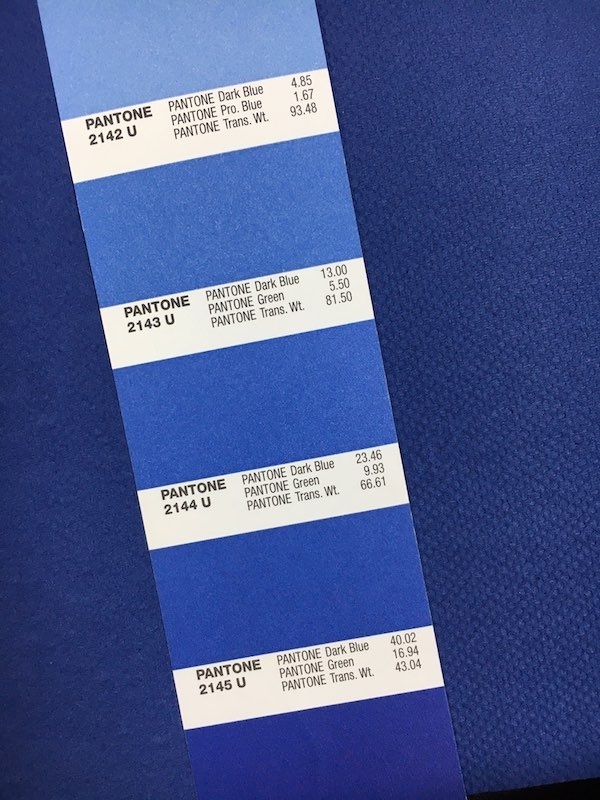 PANTONE Dark Blue 4.85
PANTONE PANTONE Pro. Blue 1.67
2142 U PANTONE Trans. Wt. 93.48
PANTONE Dark Blue 13.00
PANTONE PANTONE Green 5.50
2143 U PANTONE Trans. Wt. 81.50
PANTONE Dark Blue 23.46
PANTONE PANTONE Green 9.93
2144 U PANTONE Trans. Wt. 66.61
PANTONE Dark Blue 40.02
PANTONE PANTONE Green 16.94
2145 U PANTONE Trans. Wt. 43.04